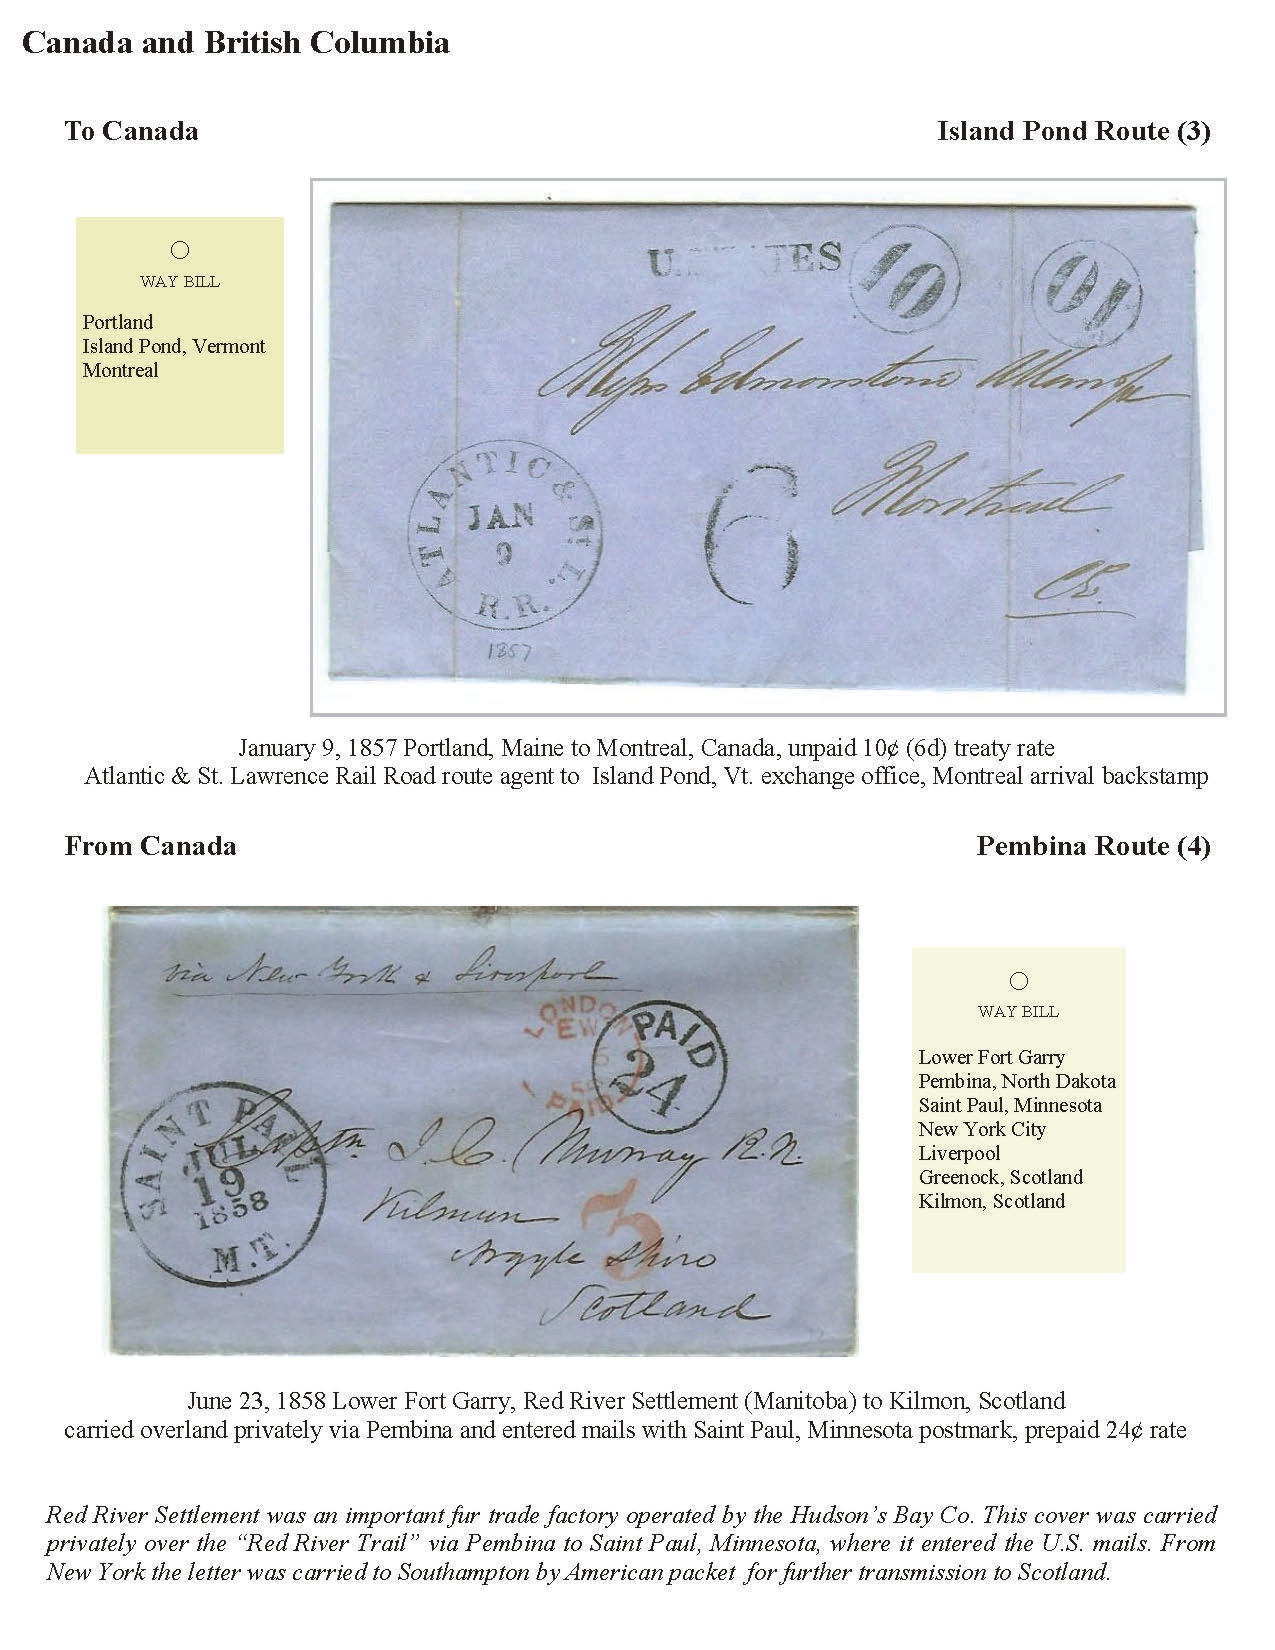 Canada and British Columbia
To Canada
Island Pond Route (3)
WAY BILL
Portland
Island Pond, Vermont
Montreal
U. TES
10
10
Messrs Edmonstone Allan & Co
Montreal
C.E.
ATLANTIC & St. L.
JAN
9
R.R.
6
1857
January 9, 1857 Portland, Maine to Montreal, Canada, unpaid 10¢ (6d) treaty rate
Atlantic & St. Lawrence Rail Road route agent to Island Pond, Vt. exchange office, Montreal arrival backstamp
From Canada
Pembina Route (4)
via New York & Liverpool
LONDON
EW
PAID
PAID
24
SAINT PAUL
JUL
19
1858
M.T.
Captn J. C. Murray R.N.
Kilmun
3
Argyle Shire
Scotland
WAY BILL
Lower Fort Garry
Pembina, North Dakota
Saint Paul, Minnesota
New York City
Liverpool
Greenock, Scotland
Kilmon, Scotland
June 23, 1858 Lower Fort Garry, Red River Settlement (Manitoba) to Kilmon, Scotland
carried overland privately via Pembina and entered mails with Saint Paul, Minnesota postmark, prepaid 24¢ rate
Red River Settlement was an important fur trade factory operated by the Hudson's Bay Co. This cover was carried
privately over the “Red River Trail” via Pembina to Saint Paul, Minnesota, where it entered the U.S. mails. From
New York the letter was carried to Southampton by American packet for further transmission to Scotland.